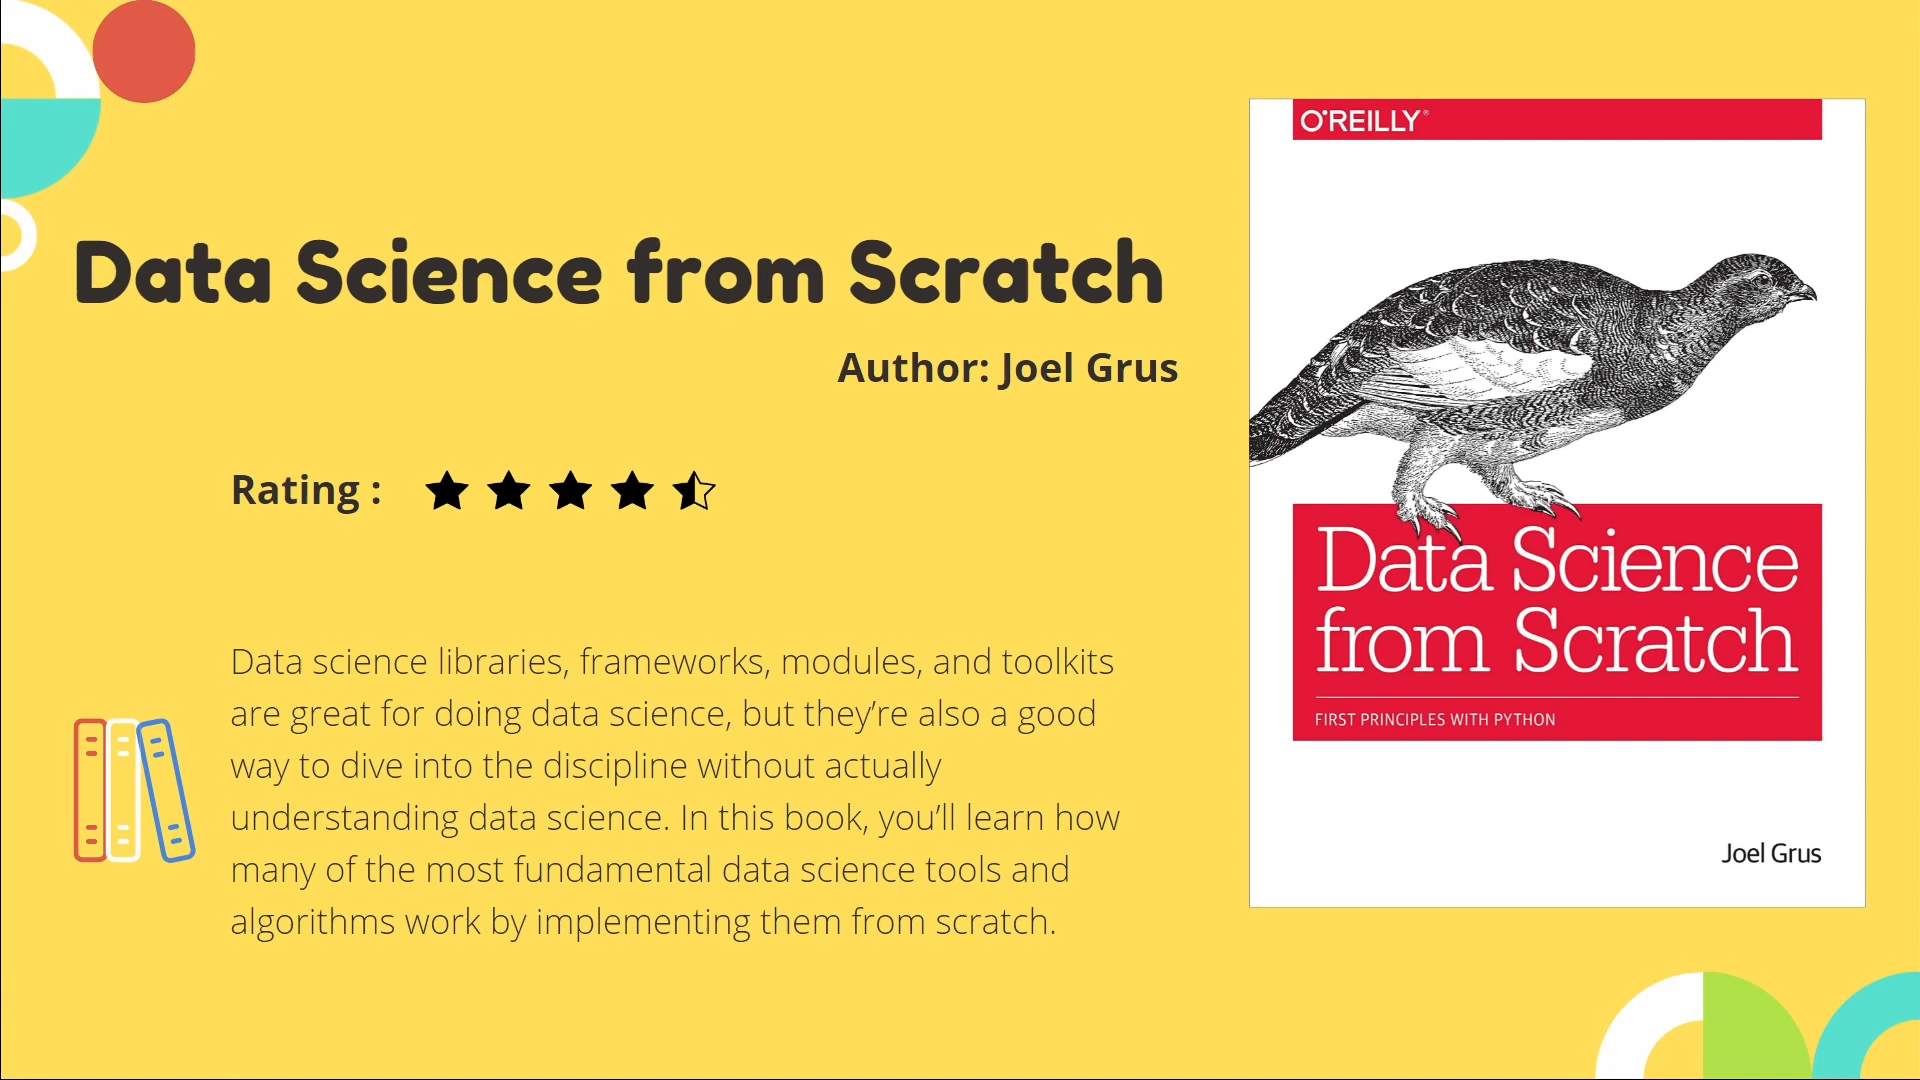 Data Science from Scratch
Author: Joel Grus
Rating :
Data science libraries, frameworks, modules, and toolkits
are great for doing data science, but they’re also a good
way to dive into the discipline without actually
understanding data science. In this book, you’ll learn how
many of the most fundamental data science tools and
algorithms work by implementing them from scratch.
O'REILLY®
Data Science
from Scratch
FIRST PRINCIPLES WITH PYTHON
Joel Grus